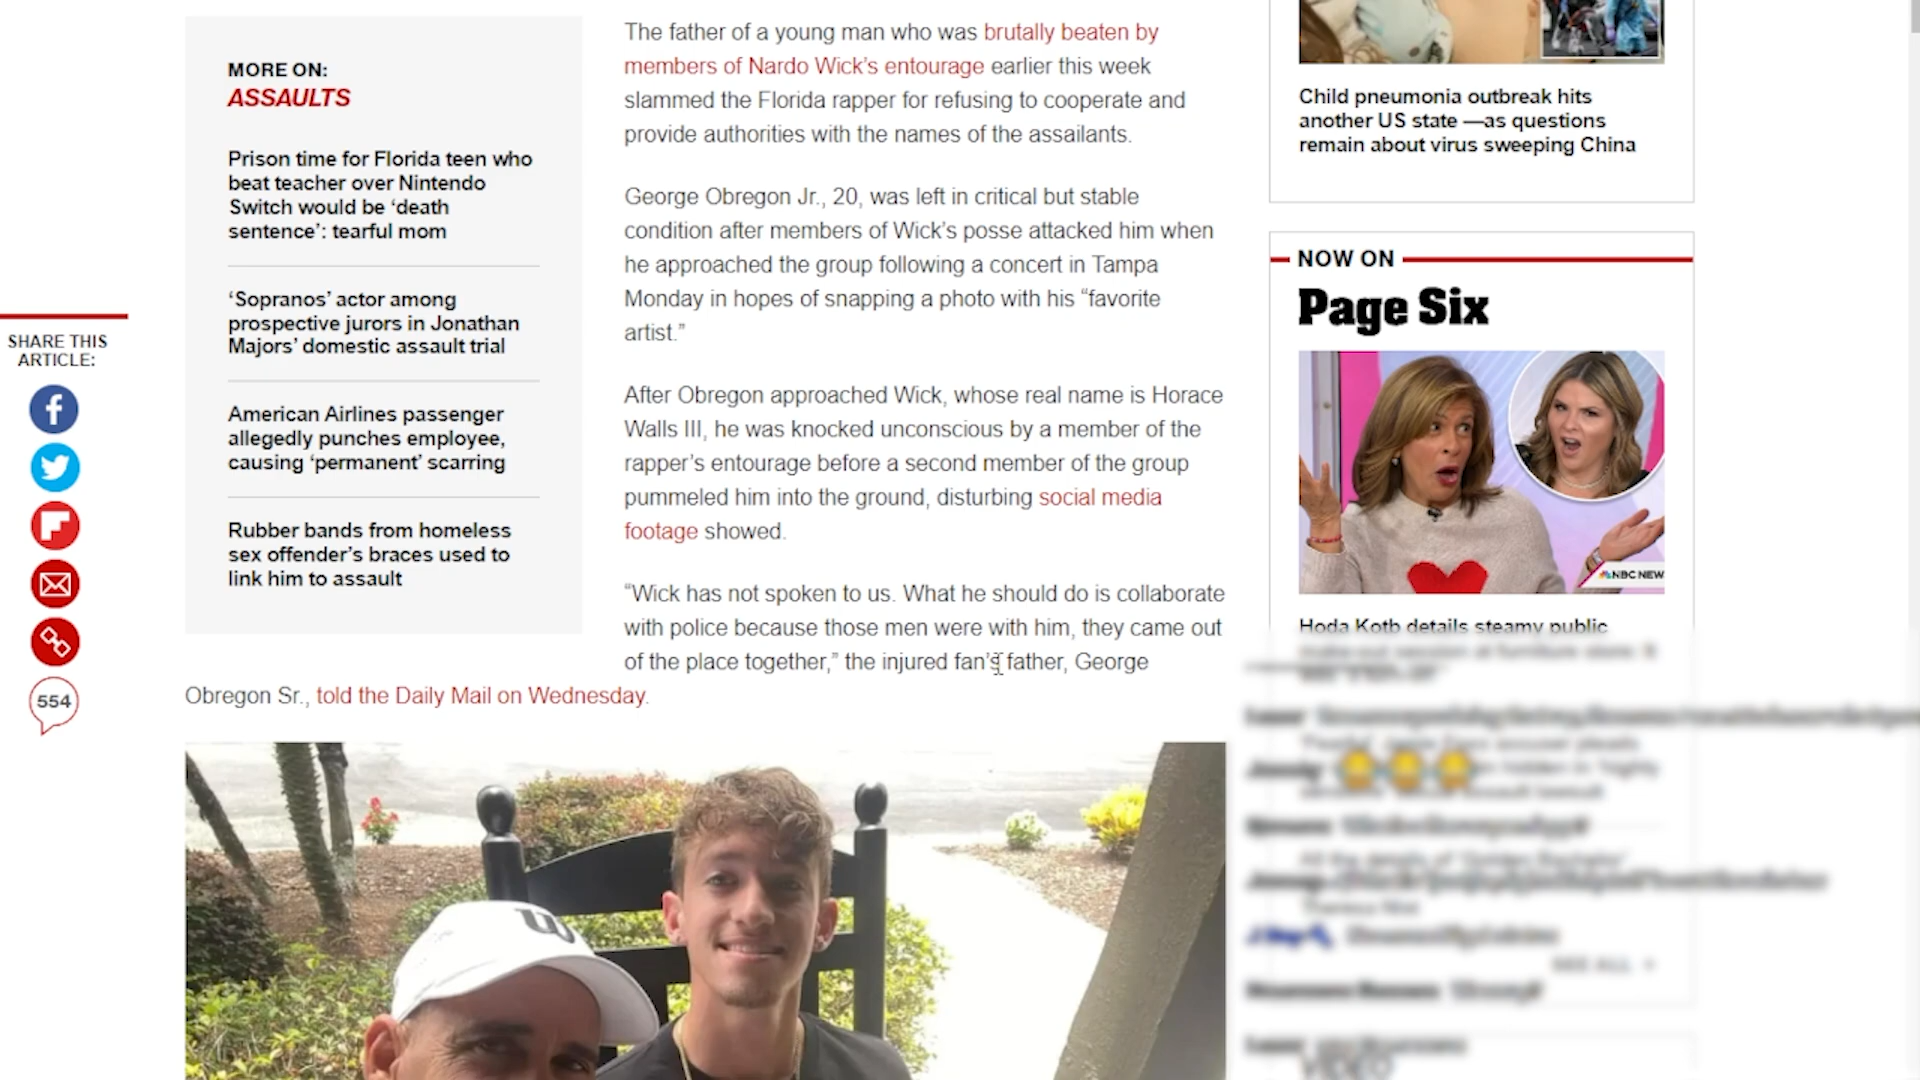 SHARE THIS
ARTICLE:
554
MORE ON:
ASSAULTS
Prison time for Florida teen who
beat teacher over Nintendo
Switch would be ‘death
sentence’: tearful mom
‘Sopranos’ actor among
prospective jurors in Jonathan
Majors’ domestic assault trial
American Airlines passenger
allegedly punches employee,
causing ‘permanent’ scarring
Rubber bands from homeless
sex offender’s braces used to
link him to assault
The father of a young man who was brutally beaten by
members of Nardo Wick’s entourage earlier this week
slammed the Florida rapper for refusing to cooperate and
provide authorities with the names of the assailants.
George Obregon Jr., 20, was left in critical but stable
condition after members of Wick’s posse attacked him when
he approached the group following a concert in Tampa
Monday in hopes of snapping a photo with his “favorite
artist.”
After Obregon approached Wick, whose real name is Horace
Walls III, he was knocked unconscious by a member of the
rapper’s entourage before a second member of the group
pummeled him into the ground, disturbing social media
footage showed.
“Wick has not spoken to us. What he should do is collaborate
with police because those men were with him, they came out
of the place together,” the injured fan’s father, George
Obregon Sr., told the Daily Mail on Wednesday.
Child pneumonia outbreak hits
another US state —as questions
remain about virus sweeping China
NOW ON
Page Six
NBC NEW
Hoda Kotb details steamy public
SEE ALL
VIDEO